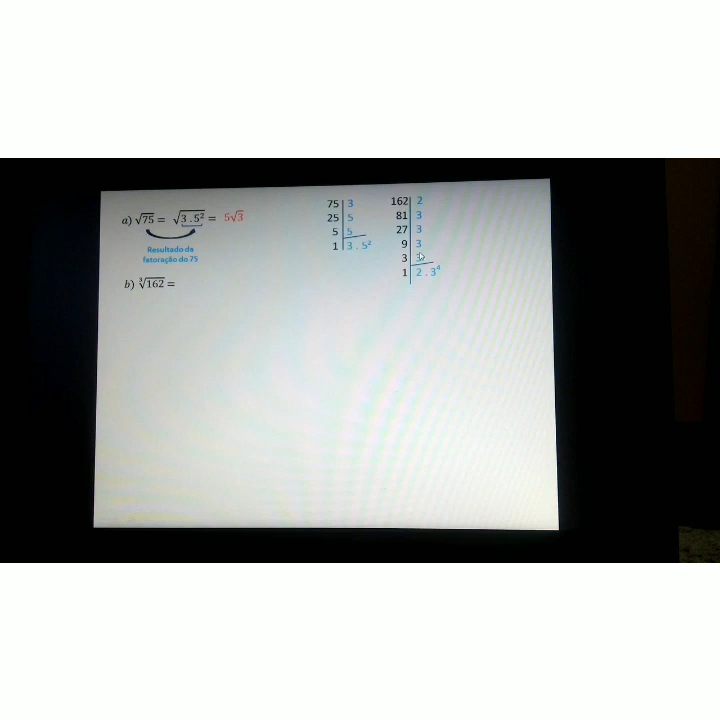 a) √75 = √3 . 5² = 5√3
Resultado da
fatoração do 75
b) ∛162 =
75 | 3
25 | 5
5 | 5
1 | 3 . 5²
162 | 2
81 | 3
27 | 3
9 | 3
3 |
1 | 2 . 3⁴